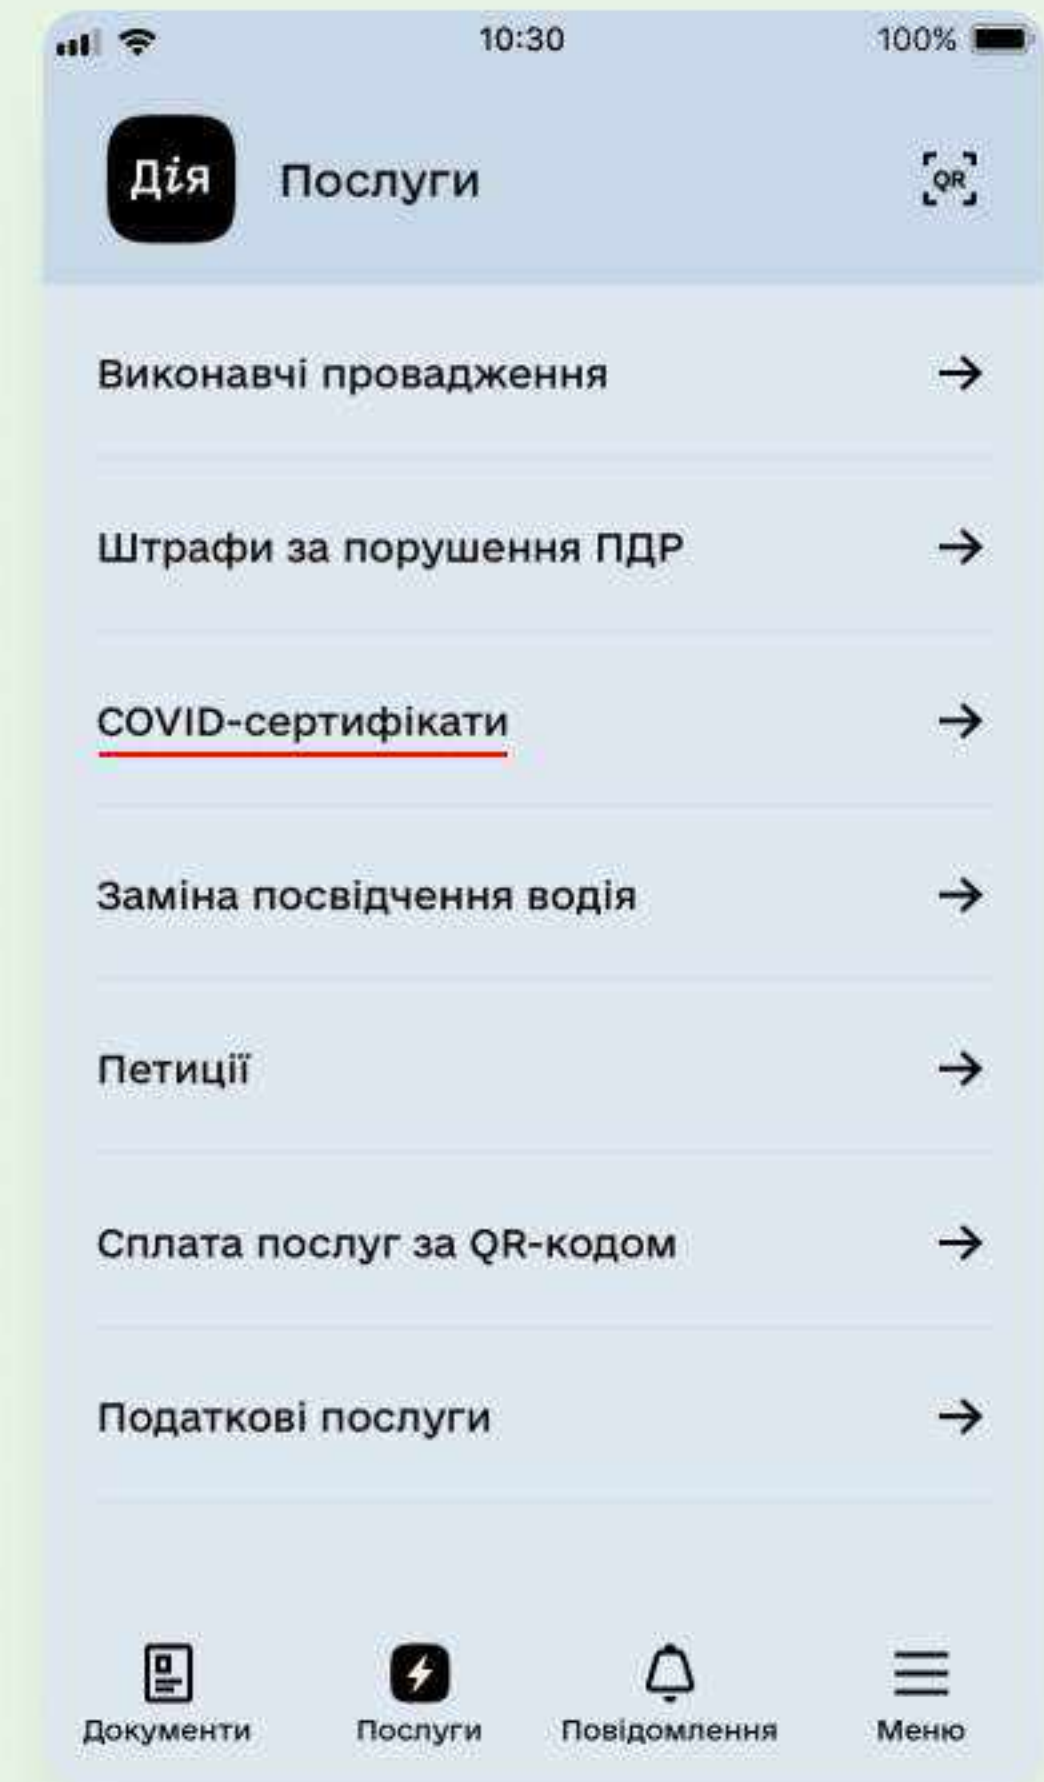 10:30 100%
Дія Послуги QR
Виконавчі провадження
Штрафи за порушення ПДР
COVID-сертифікати
Заміна посвідчення водія
Петиції
Сплата послуг за QR-кодом
Податкові послуги
Документи Послуги Повідомлення Меню